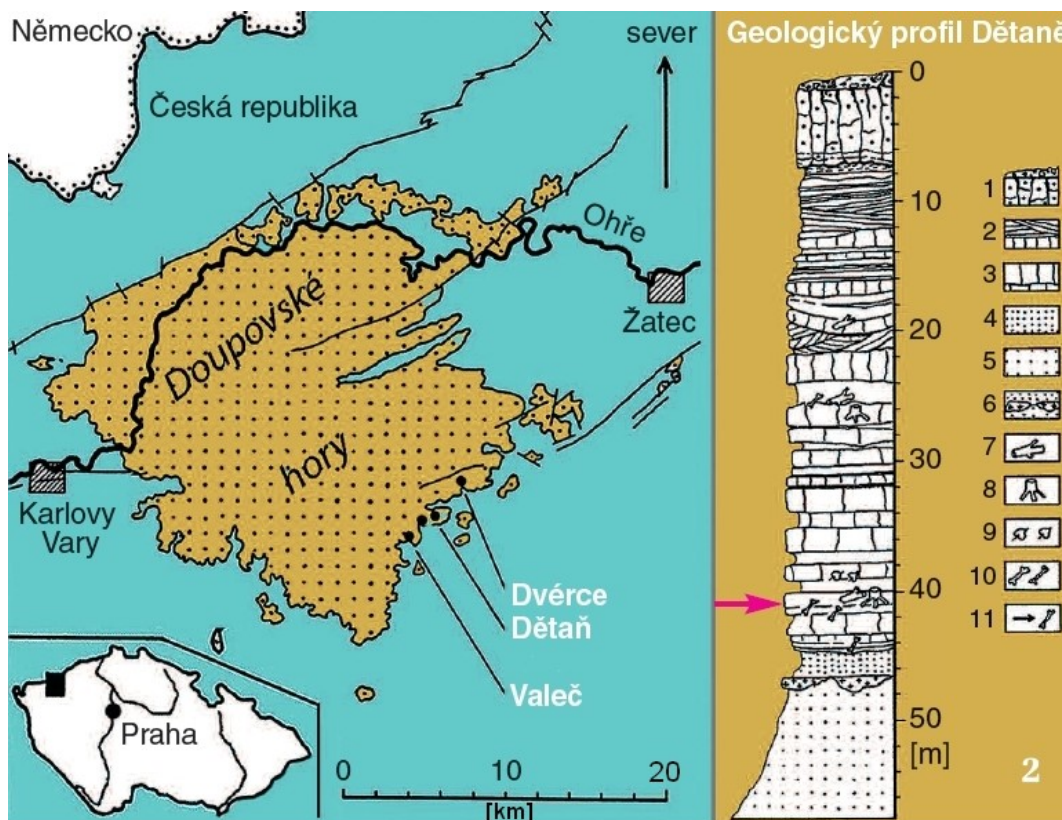 Německo
Česká republika
sever
Ohře
Žatec
Doupovské
hory
Karlovy
Vary
Dvérce
Dětaň
Valeč
Praha
0 10 20
[km]
Geologický profil Dětaně
0
10
20
30
40
50
[m]
1
2
3
4
5
6
7
8
9
10
11
2